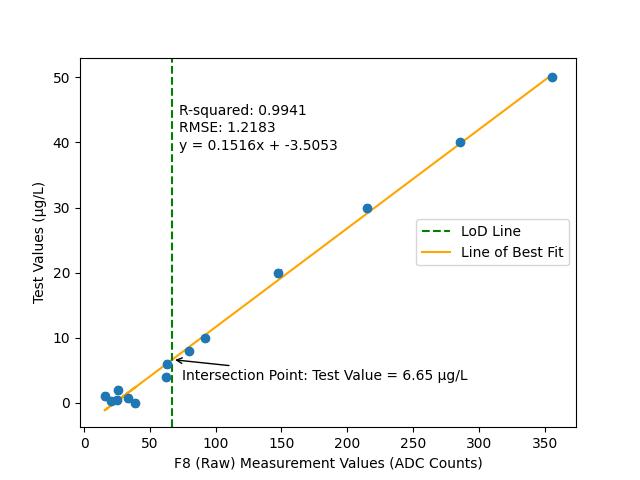 R-squared: 0.9941
RMSE: 1.2183
y = 0.1516x + -3.5053
LoD Line
Line of Best Fit
Intersection Point: Test Value = 6.65 μg/L
Test Values (μg/L)
50
40
30
20
10
0
0
50
100
150
200
250
300
350
F8 (Raw) Measurement Values (ADC Counts)